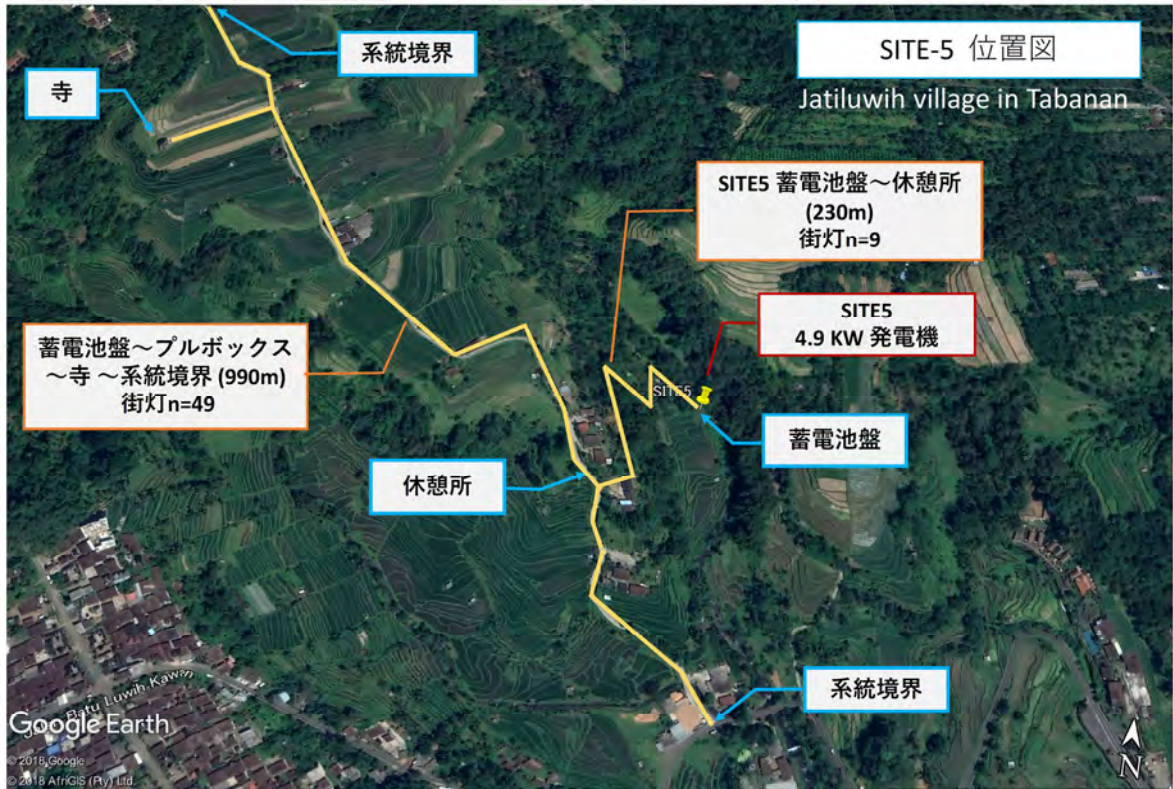 SITE-5 位置図
Jatiluwih village in Tabanan
系統境界
寺
SITE5 蓄電池盤～休憩所
(230m)
街灯n=9
SITE5
4.9 KW 発電機
蓄電池盤～プルボックス
～寺 ～系統境界 (990m)
街灯n=49
SITE5
蓄電池盤
休憩所
系統境界
Batu Luwih Kawan
Google Earth
© 2018 Google
© 2018 AfriGIS (Pty) Ltd.
N